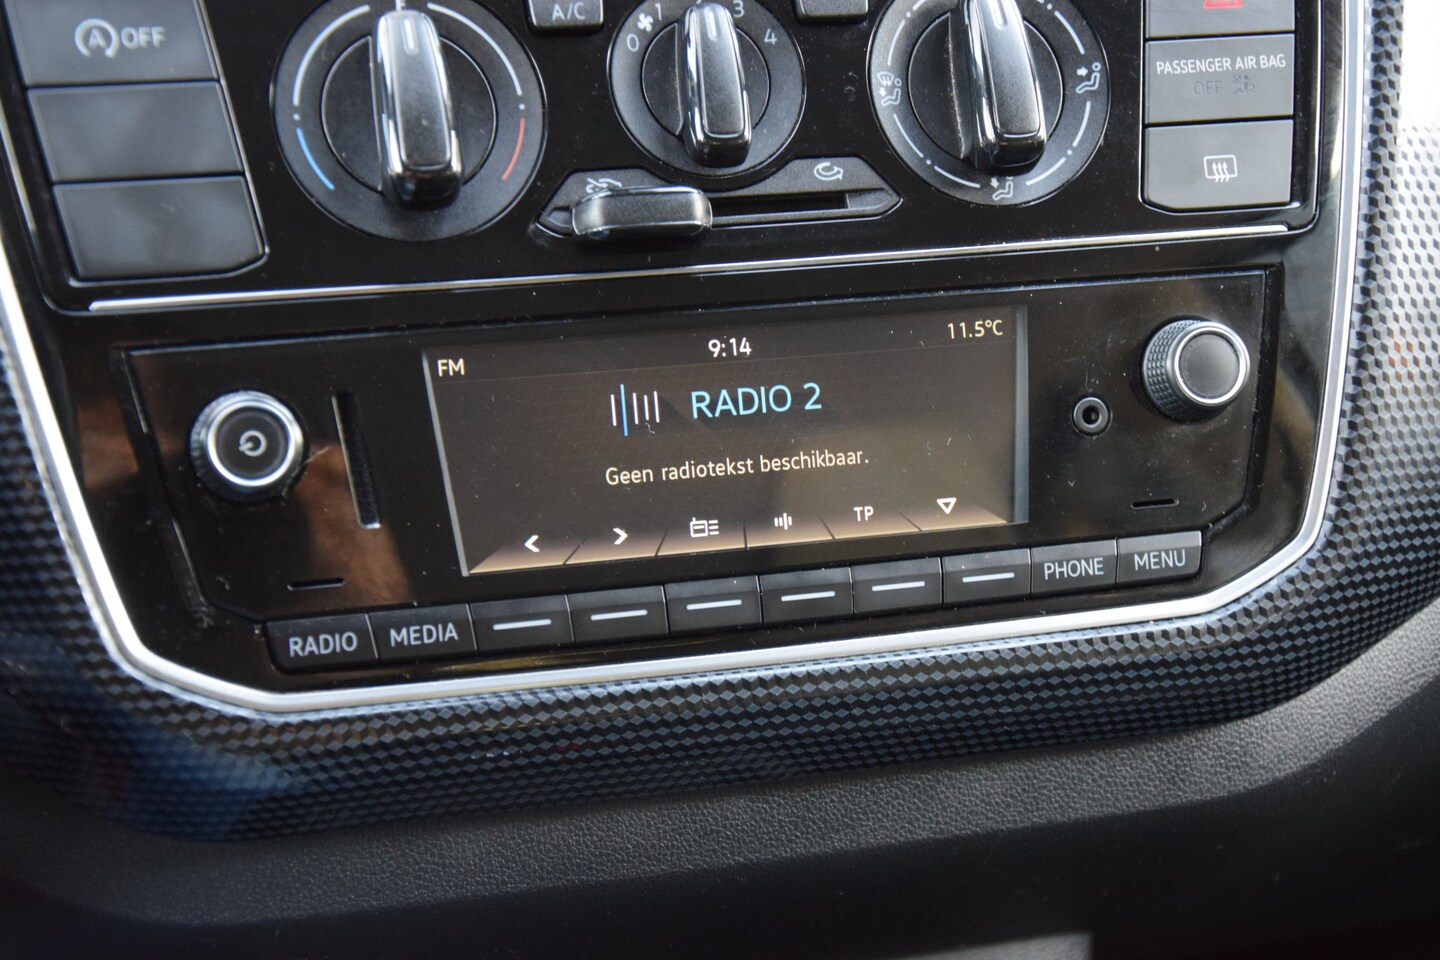 A OFF
A/C
0 1 3 4
PASSENGER AIR BAG
OFF
FM
9:14
11.5°C
RADIO 2
Geen radiotekst beschikbaar.
TP
RADIO
MEDIA
PHONE
MENU